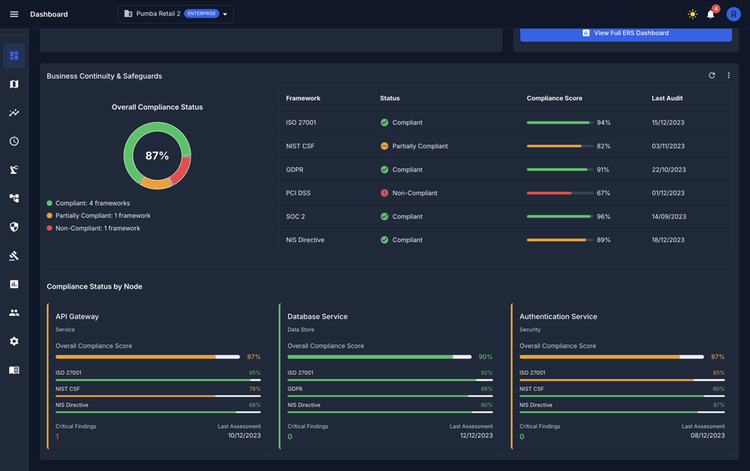 Dashboard
Pumba Retail 2 ENTERPRISE
4
R
View Full ERS Dashboard
Business Continuity & Safeguards
Overall Compliance Status
87%
Compliant: 4 frameworks
Partially Compliant: 1 framework
Non-Compliant: 1 framework
Framework Status Compliance Score Last Audit
ISO 27001 Compliant 94% 15/12/2023
NIST CSF Partially Compliant 82% 03/11/2023
GDPR Compliant 91% 22/10/2023
PCI DSS Non-Compliant 67% 01/12/2023
SOC 2 Compliant 96% 14/09/2023
NIS Directive Compliant 89% 18/12/2023
Compliance Status by Node
API Gateway
Service
Overall Compliance Score
87%
ISO 27001 95%
NIST CSF 78%
NIS Directive 88%
Critical Findings Last Assessment
1 10/12/2023
Database Service
Data Store
Overall Compliance Score
90%
ISO 27001 92%
GDPR 88%
NIS Directive 90%
Critical Findings Last Assessment
0 12/12/2023
Authentication Service
Security
Overall Compliance Score
87%
ISO 27001 85%
NIST CSF 90%
NIS Directive 87%
Critical Findings Last Assessment
0 08/12/2023